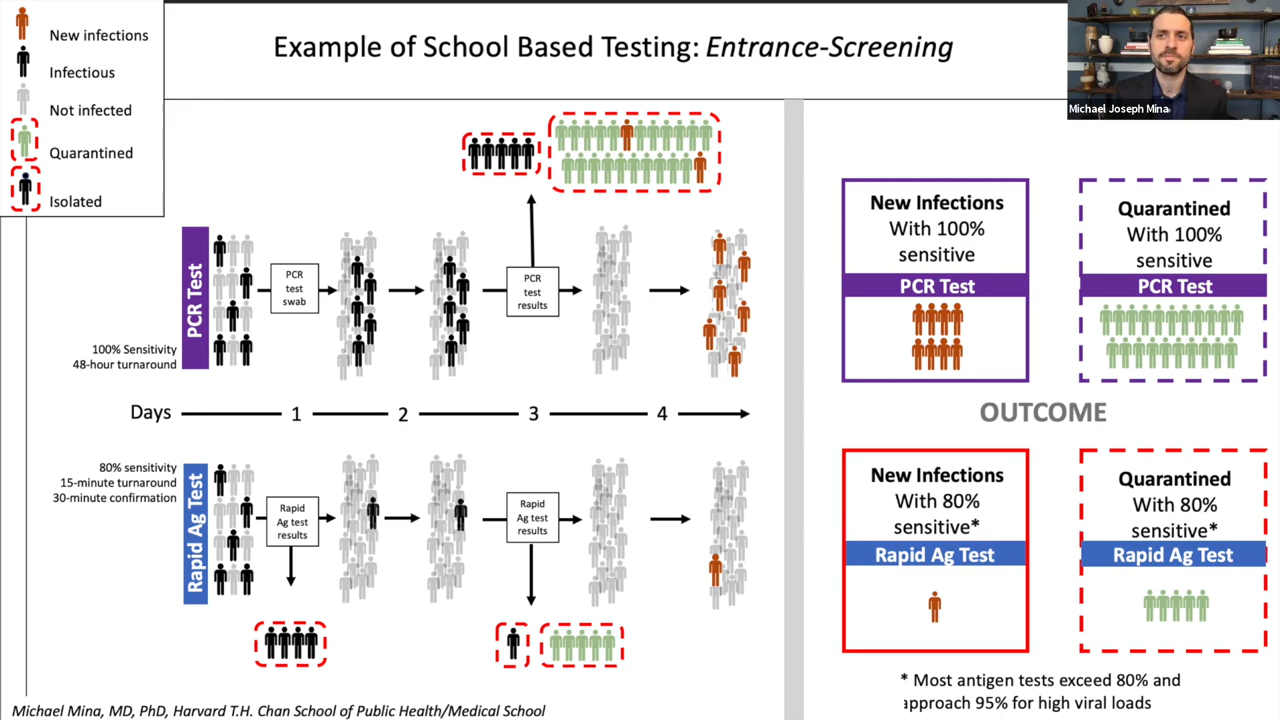 New infections
Infectious
Not infected
Quarantined
Isolated
Example of School Based Testing: Entrance-Screening
Michael Joseph Mina
PCR Test
100% Sensitivity
48-hour turnaround
PCR
test
swab
PCR
test
results
Days
1
2
3
4
80% sensitivity
15-minute turnaround
30-minute confirmation
Rapid Ag Test
Rapid
Ag test
results
Rapid
Ag test
results
New Infections
With 100%
sensitive
PCR Test
Quarantined
With 100%
sensitive
PCR Test
OUTCOME
New Infections
With 80%
sensitive*
Rapid Ag Test
Quarantined
With 80%
sensitive*
Rapid Ag Test
* Most antigen tests exceed 80% and
approach 95% for high viral loads
Michael Mina, MD, PhD, Harvard T.H. Chan School of Public Health/Medical School